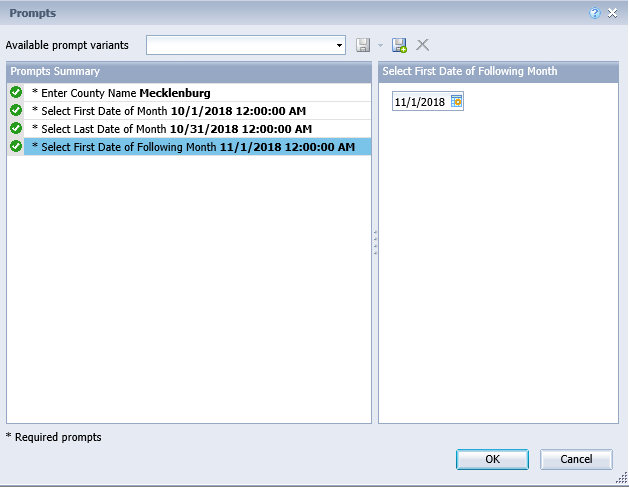 Prompts
Available prompt variants
Prompts Summary
* Enter County Name Mecklenburg
* Select First Date of Month 10/1/2018 12:00:00 AM
* Select Last Date of Month 10/31/2018 12:00:00 AM
* Select First Date of Following Month 11/1/2018 12:00:00 AM
Select First Date of Following Month
11/1/2018
* Required prompts
OK
Cancel